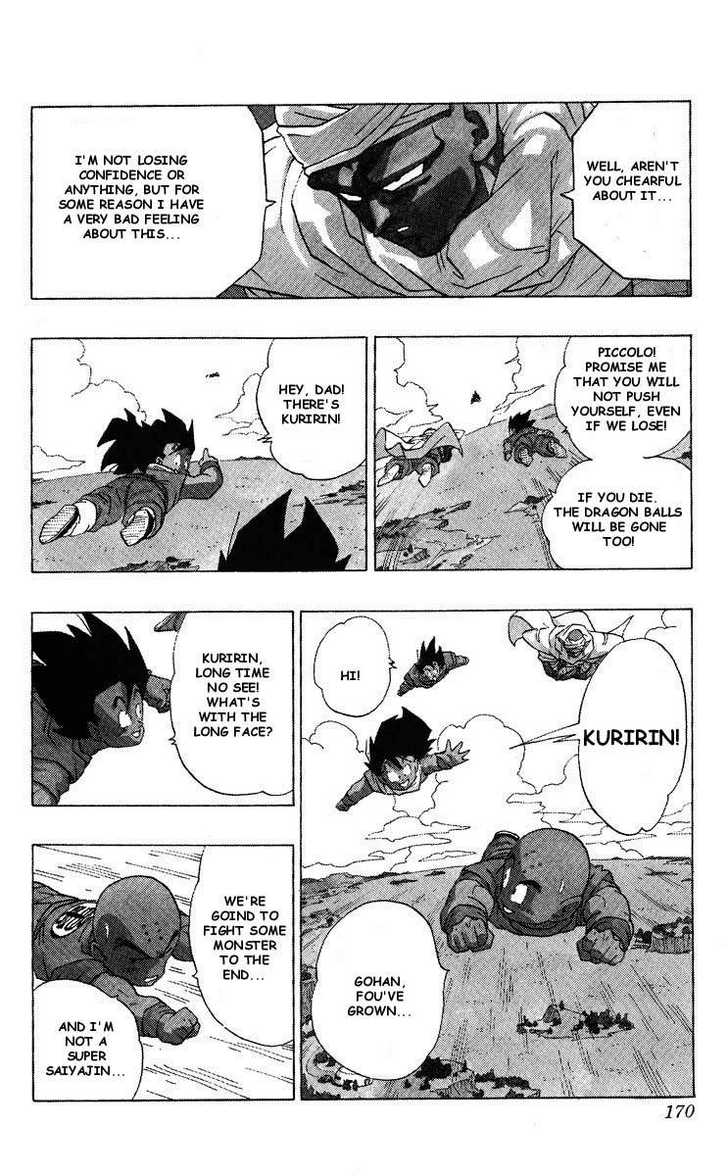 WELL, AREN'T
YOU CHEARFUL
ABOUT IT...
I'M NOT LOSING
CONFIDENCE OR
ANYTHING, BUT FOR
SOME REASON I HAVE
A VERY BAD FEELING
ABOUT THIS...
PICCOLO!
PROMISE ME
THAT YOU WILL
NOT PUSH
YOURSELF, EVEN
IF WE LOSE!
IF YOU DIE.
THE DRAGON BALLS
WILL BE GONE
TOO!
HEY, DAD!
THERE'S
KURIRIN!
KURIRIN!
HI!
GOHAN,
FOU'VE
GROWN...
KURIRIN,
LONG TIME
NO SEE!
WHAT'S
WITH THE
LONG FACE?
WE'RE
GOIND TO
FIGHT SOME
MONSTER
TO THE
END...
AND I'M
NOT A
SUPER
SAIYAJIN...
170